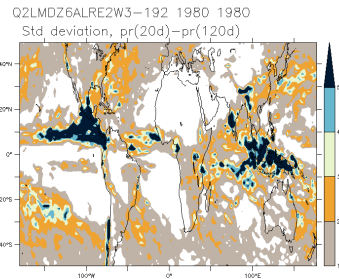 Q2LMDZ6ALRE2W3-192 1980 1980
Std deviation, pr(20d)-pr(120d)
40°N
20°N
0°
20°S
40°S
100°W 0° 100°E
5
4
3
2
1